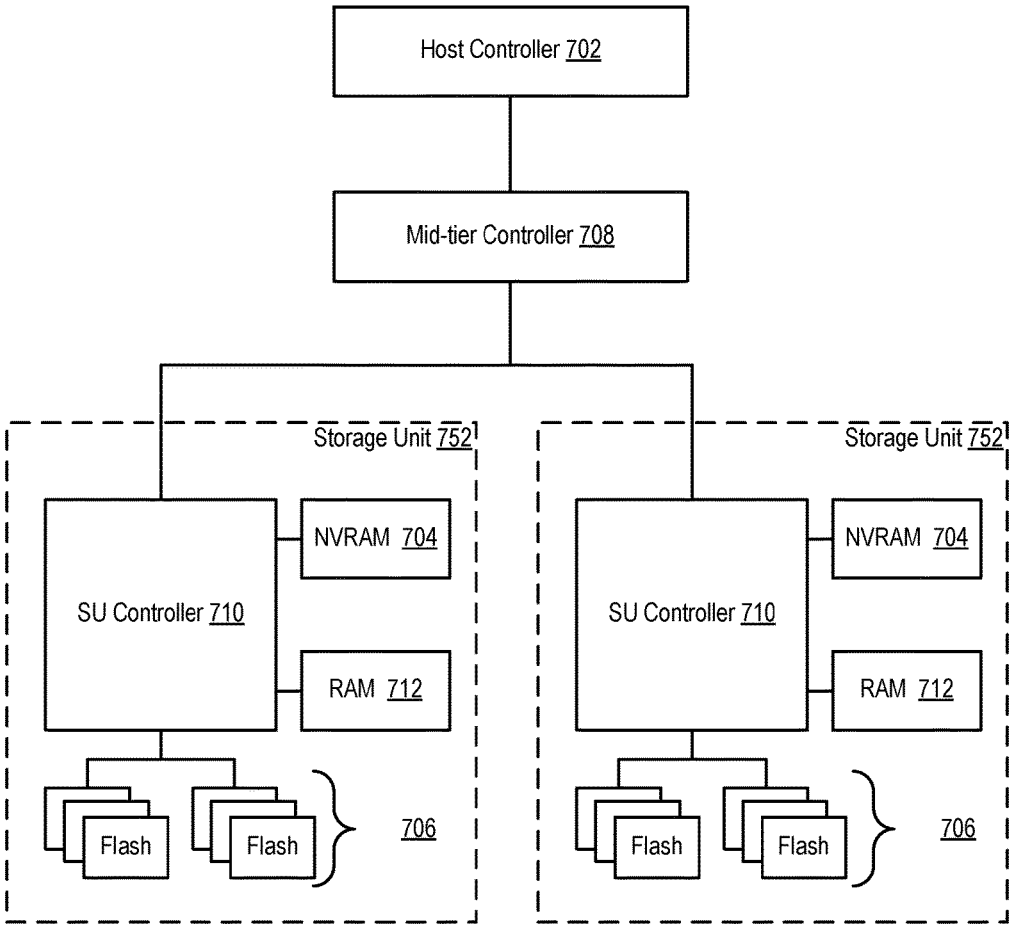 Host Controller 702
Mid-tier Controller 708
Storage Unit 752
Storage Unit 752
NVRAM 704
NVRAM 704
SU Controller 710
SU Controller 710
RAM 712
RAM 712
Flash
Flash
706
Flash
Flash
706